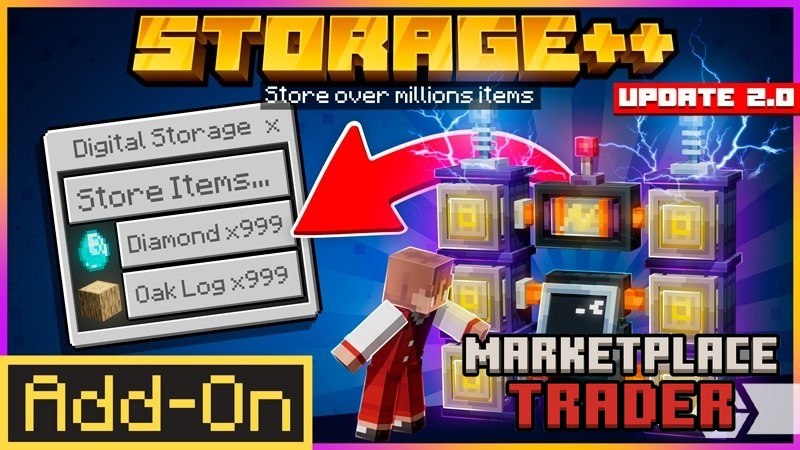 STORAGE++
Store over millions items
UPDATE 2.0
Digital Storage x
Store Items...
Diamond x999
Oak Log x999
MARKETPLACE
TRADER
Add-On